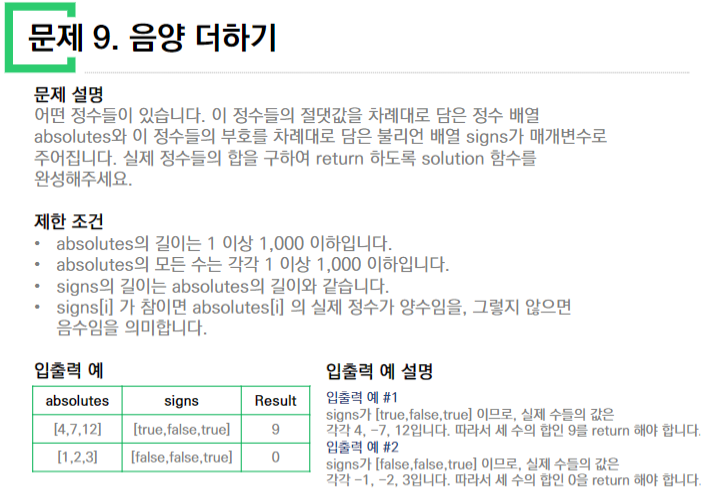 문제 9. 음양 더하기
문제 설명
어떤 정수들이 있습니다. 이 정수들의 절댓값을 차례대로 담은 정수 배열
absolutes와 이 정수들의 부호를 차례대로 담은 불리언 배열 signs가 매개변수로
주어집니다. 실제 정수들의 합을 구하여 return 하도록 solution 함수를
완성해주세요.
제한 조건
• absolutes의 길이는 1 이상 1,000 이하입니다.
• absolutes의 모든 수는 각각 1 이상 1,000 이하입니다.
• signs의 길이는 absolutes의 길이와 같습니다.
• signs[i] 가 참이면 absolutes[i] 의 실제 정수가 양수임을, 그렇지 않으면
음수임을 의미합니다.
입출력 예
absolutes signs Result
[4,7,12] [true,false,true] 9
[1,2,3] [false,false,true] 0
입출력 예 설명
입출력 예 #1
signs가 [true,false,true] 이므로, 실제 수들의 값은
각각 4, -7, 12입니다. 따라서 세 수의 합인 9를 return 해야 합니다.
입출력 예 #2
signs가 [false,false,true] 이므로, 실제 수들의 값은
각각 -1, -2, 3입니다. 따라서 세 수의 합인 0을 return 해야 합니다.